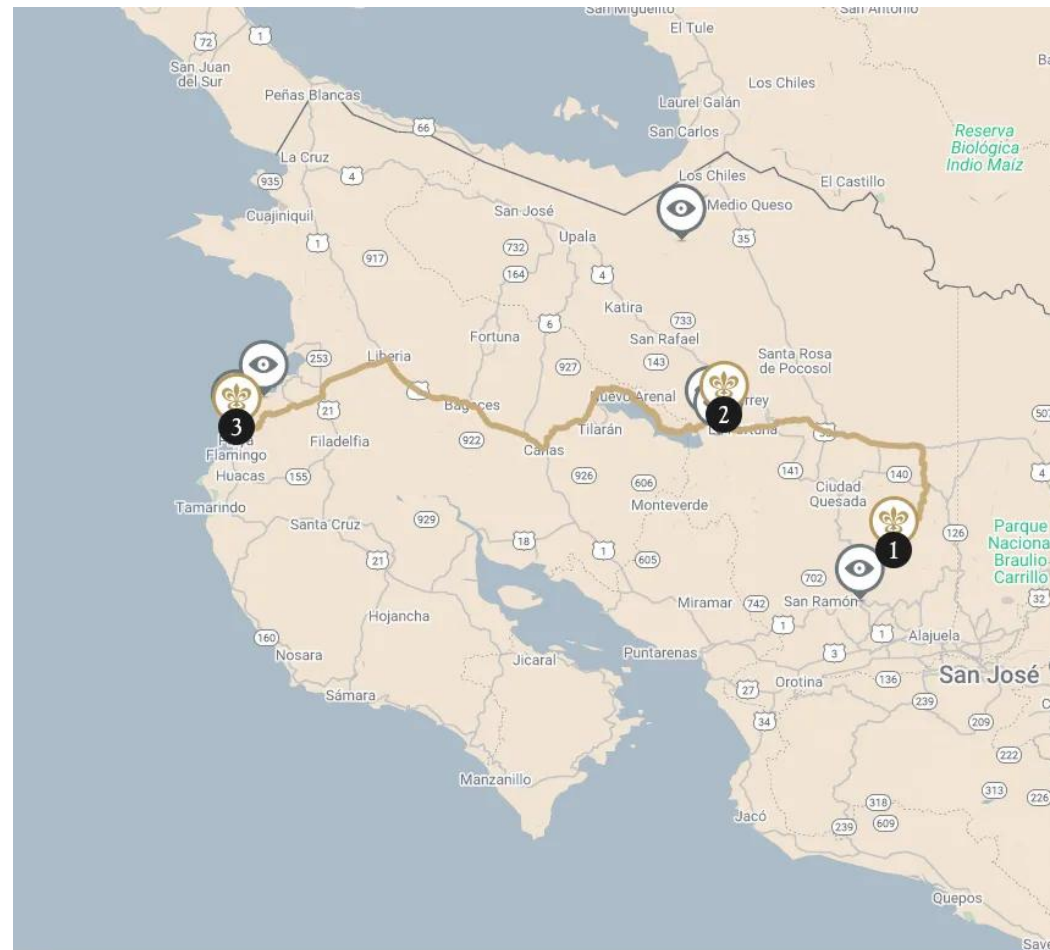 San Miguelito
San Antonio
El Tule
72
1
San Juan
del Sur
Los Chiles
Peñas Blancas
Laurel Galán
66
San Carlos
Reserva
Biológica
Indio Maíz
La Cruz
935
4
Los Chiles
El Castillo
Cuajiniquil
San José
Medio Queso
1
732
Upala
35
917
164
4
Katira
6
733
Fortuna
San Rafael
253
Liberia
927
143
Santa Rosa
de Pocosol
Nuevo Arenal
21
Bagaces
2
3
Filadelfia
922
Tilarán
Cañas
Flamingo
Huacas
155
926
606
141
140
4
Ciudad
Quesada
Tamarindo
Monteverde
Santa Cruz
929
126
Parque
Naciona
Braulio
Carrillo
18
1
1
21
605
702
32
Miramar
742
San Ramón
Hojancha
1
1
Alajuela
160
Nosara
Jicaral
Puntarenas
3
Orotina
136
San José
Sámara
27
239
34
209
222
Manzanillo
313
226
318
Jacó
239
609
Quepos